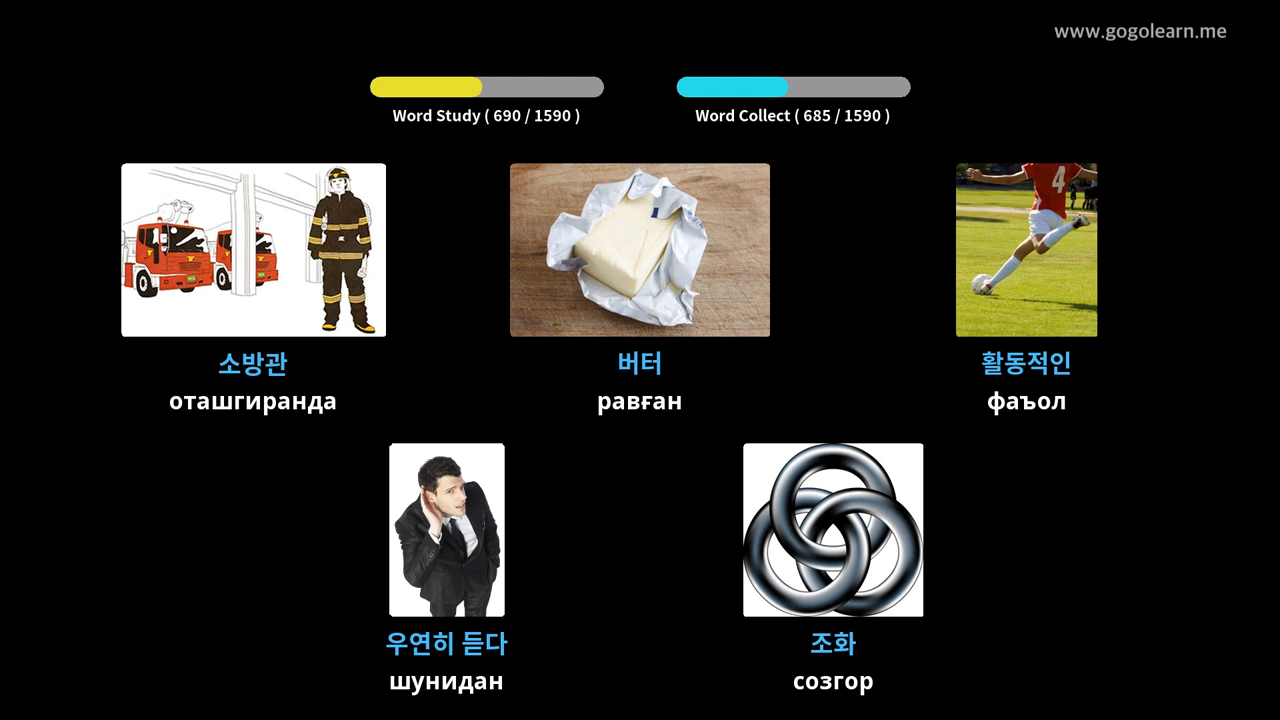 www.gogolearn.me
Word Study ( 690 / 1590 )
Word Collect ( 685 / 1590 )
소방관
оташгиранда
버터
равған
활동적인
фаъол
4
우연히 듣다
шунидан
조화
созгор